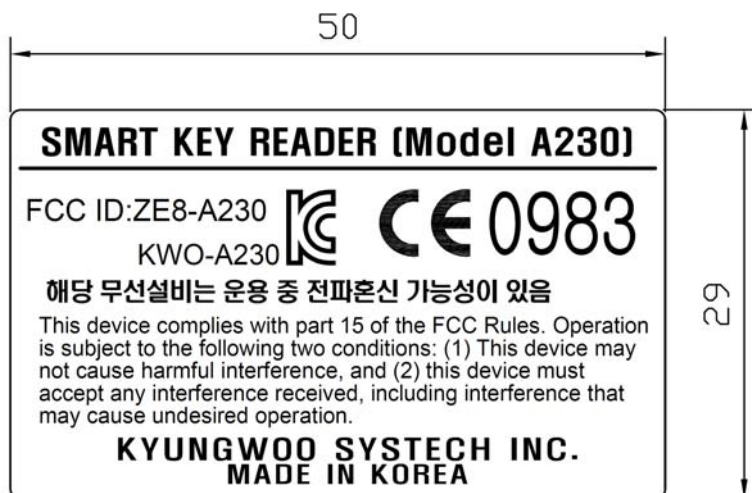 50
SMART KEY READER (Model A230)
FCC ID:ZE8-A230
KWO-A230
CE 0983
해당 무선설비는 운용 중 전파혼신 가능성이 있음
This device complies with part 15 of the FCC Rules. Operation
is subject to the following two conditions: (1) This device may
not cause harmful interference, and (2) this device must
accept any interference received, including interference that
may cause undesired operation.
KYUNGWOO SYSTECH INC.
MADE IN KOREA
29